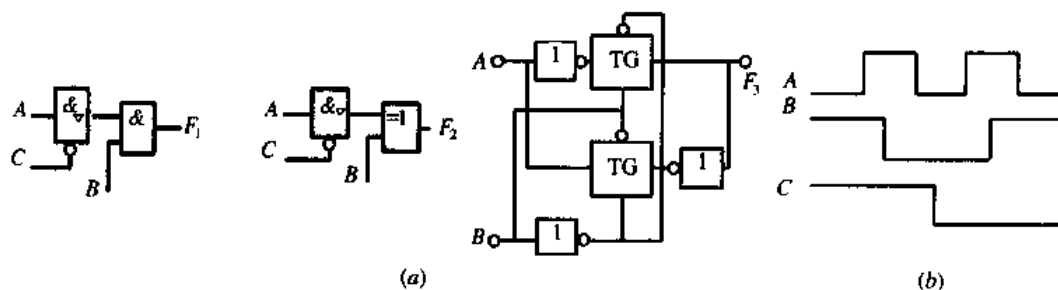 A & ▽ & F₁
C
B
A & ▽ =1 F₂
C
B
A 1 TG F₃
TG 1
B 1
(a)
A
B
C
(b)